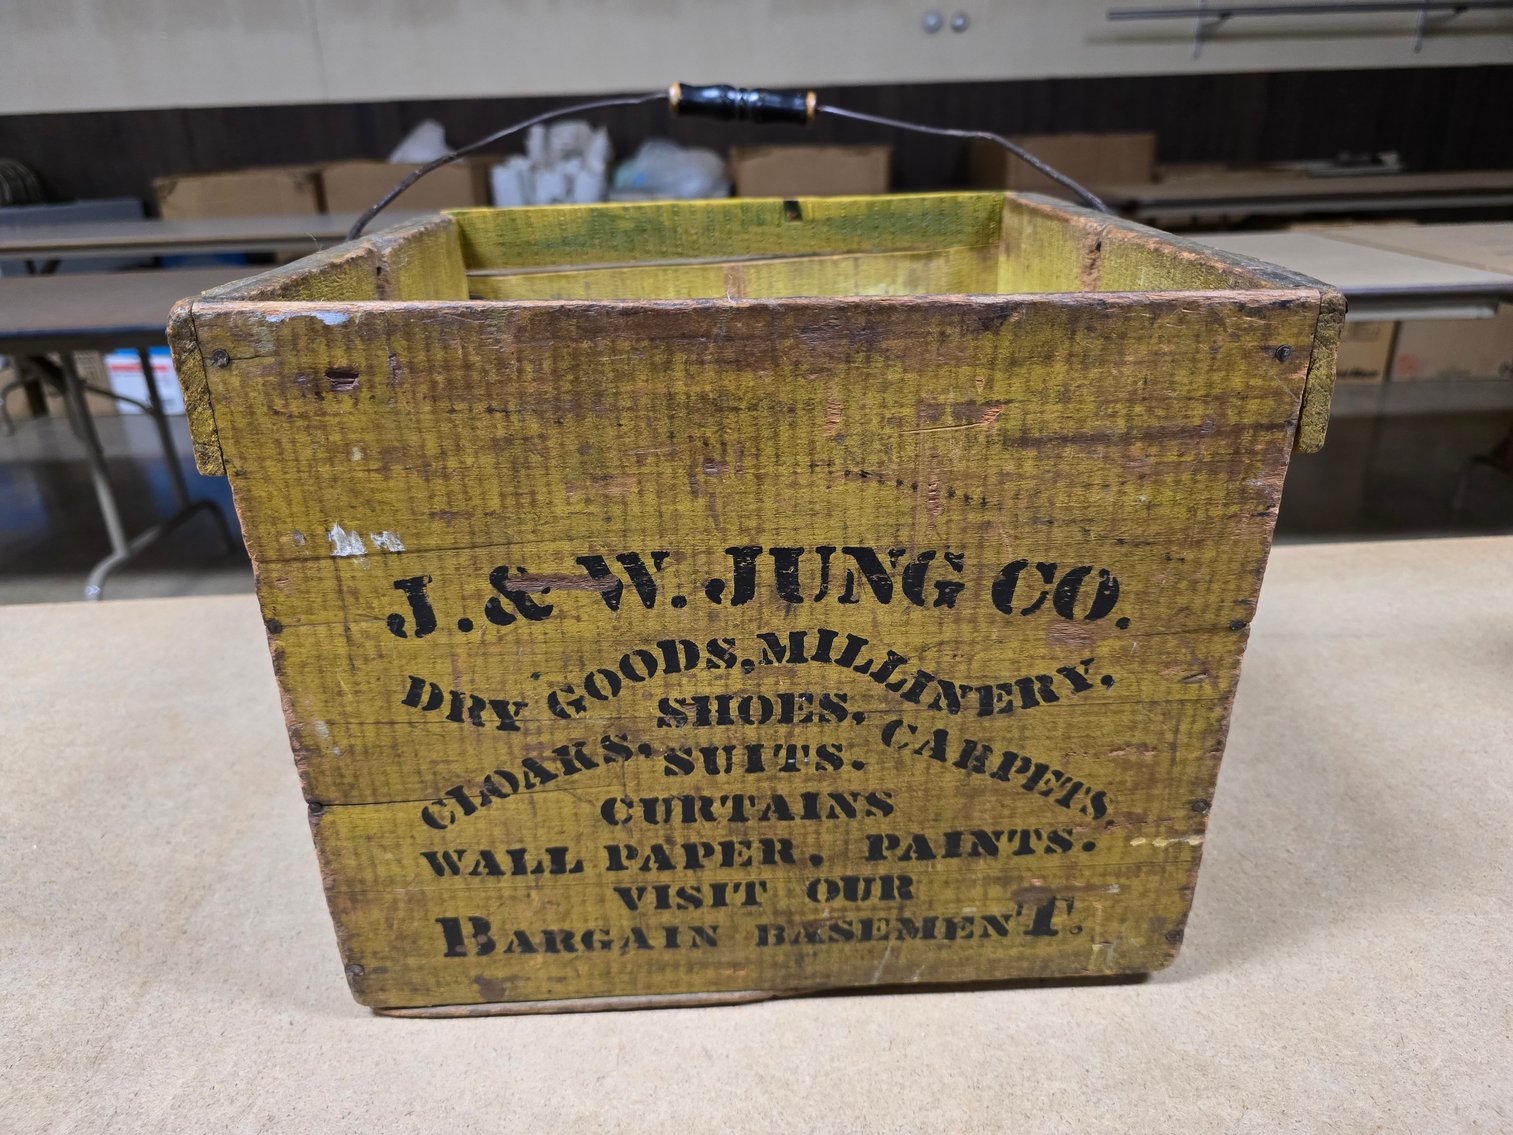 J. & W. JUNG CO.
DRY GOODS, MILLINERY,
SHOES,
CLOAKS, SUITS. CARPETS,
CURTAINS
WALL PAPER, PAINTS.
VISIT OUR
BARGAIN BASEMENT.